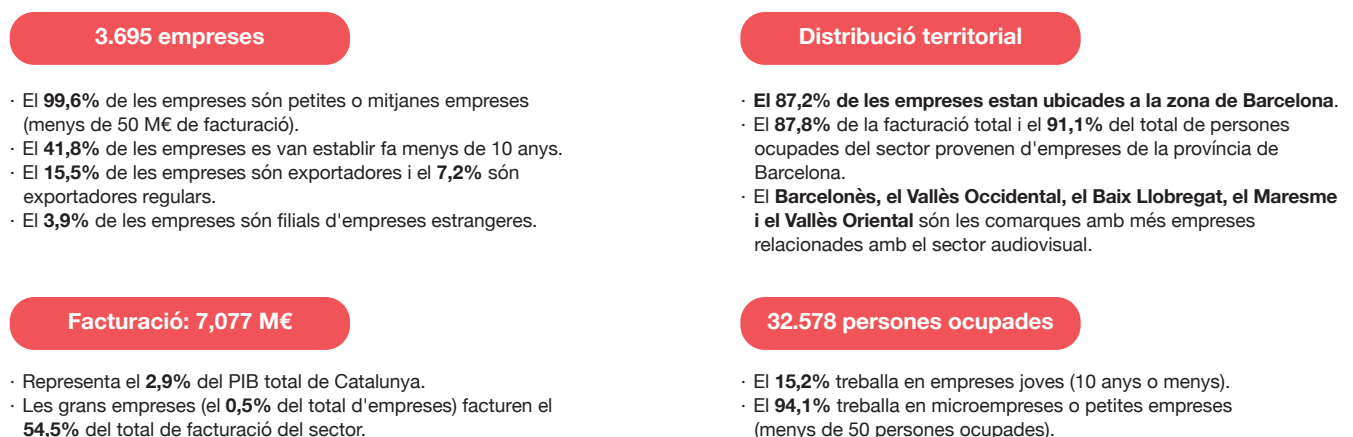 3.695 empreses
· El 99,6% de les empreses són petites o mitjanes empreses
(menys de 50 M€ de facturació).
· El 41,8% de les empreses es van establir fa menys de 10 anys.
· El 15,5% de les empreses són exportadores i el 7,2% són
exportadores regulars.
· El 3,9% de les empreses són filials d'empreses estrangeres.
Distribució territorial
· El 87,2% de les empreses estan ubicades a la zona de Barcelona.
· El 87,8% de la facturació total i el 91,1% del total de persones
ocupades del sector provenen d'empreses de la província de
Barcelona.
· El Barcelonès, el Vallès Occidental, el Baix Llobregat, el Maresme
i el Vallès Oriental són les comarques amb més empreses
relacionades amb el sector audiovisual.
Facturació: 7,077 M€
· Representa el 2,9% del PIB total de Catalunya.
· Les grans empreses (el 0,5% del total d'empreses) facturen el
54,5% del total de facturació del sector.
32.578 persones ocupades
· El 15,2% treballa en empreses joves (10 anys o menys).
· El 94,1% treballa en microempreses o petites empreses
(menys de 50 persones ocupades).